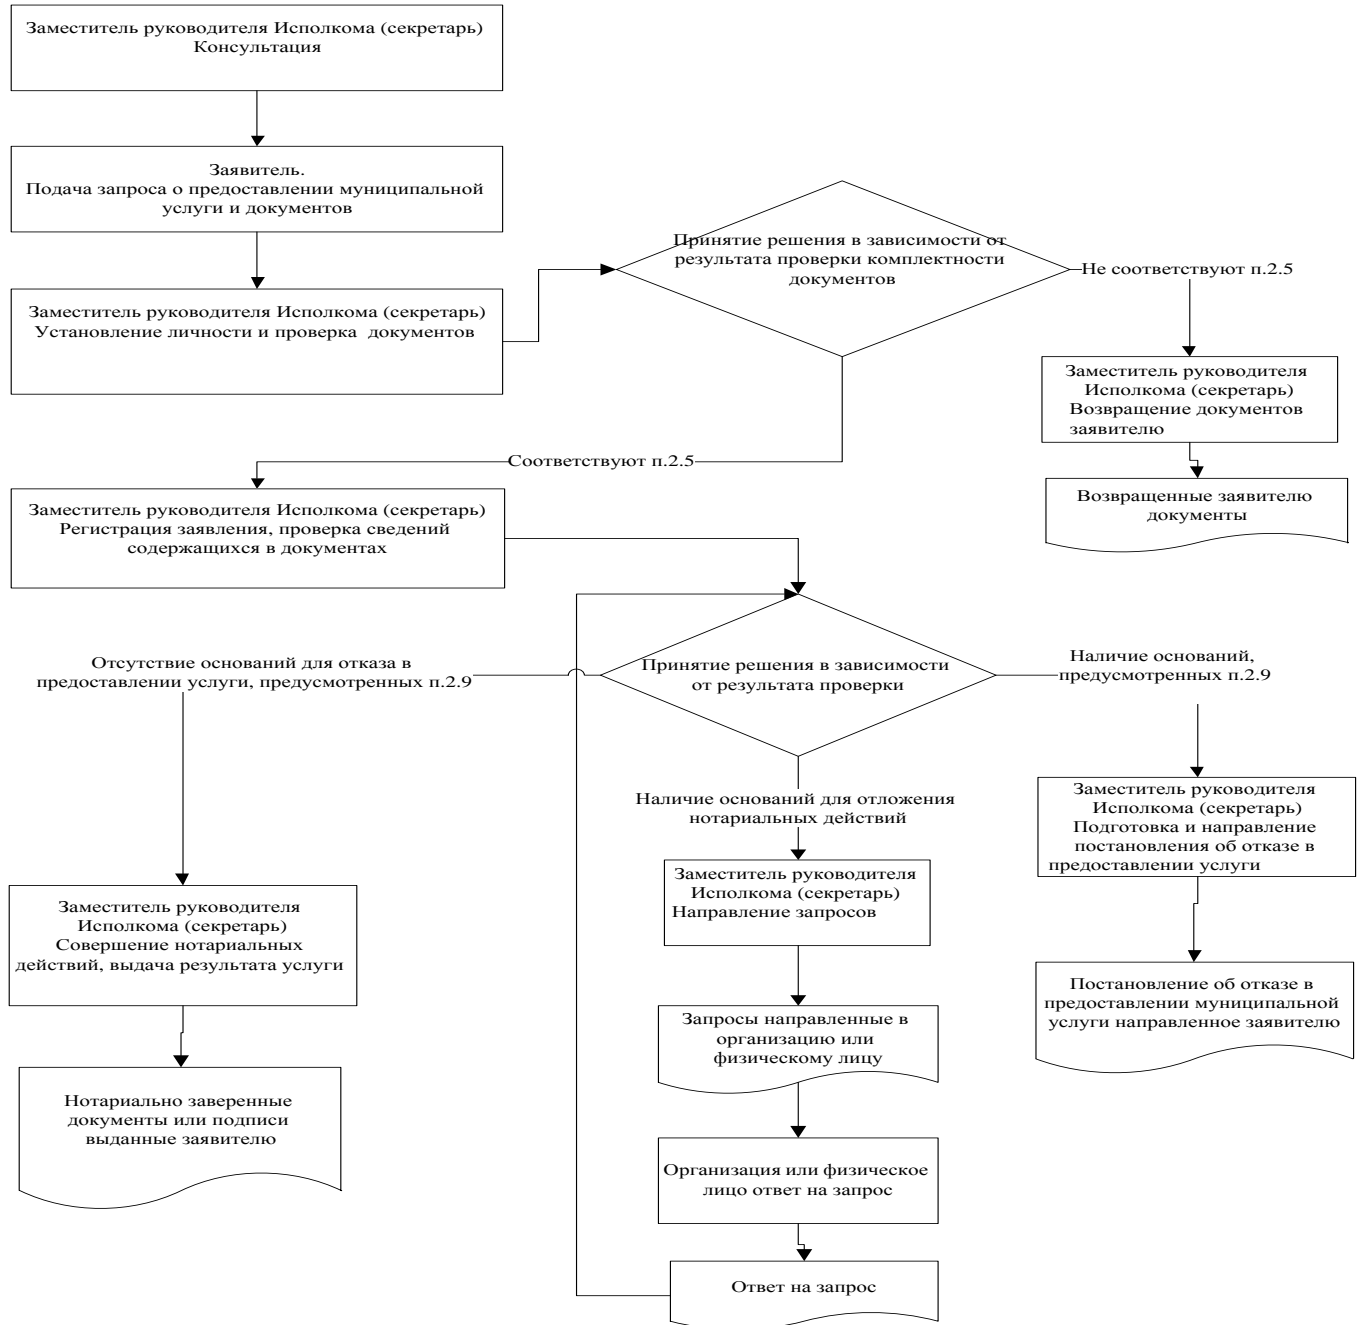 Заместитель руководителя Исполкома (секретарь)
Консультация
Заявитель.
Подача запроса о предоставлении муниципальной
услуги и документов
Заместитель руководителя Исполкома (секретарь)
Установление личности и проверка документов
Принятие решения в зависимости от
результата проверки комплектности
документов
Не соответствуют п.2.5
Заместитель руководителя
Исполкома (секретарь)
Возвращение документов
заявителю
Возвращенные заявителю
документы
Соответствуют п.2.5
Заместитель руководителя Исполкома (секретарь)
Регистрация заявления, проверка сведений
содержащихся в документах
Принятие решения в зависимости
от результата проверки
Отсутствие оснований для отказа в
предоставлении услуги, предусмотренных п.2.9
Наличие оснований,
предусмотренных п.2.9
Наличие оснований для отложения
нотариальных действий
Заместитель руководителя
Исполкома (секретарь)
Совершение нотариальных
действий, выдача результата услуги
Нотариально заверенные
документы или подписи
выданные заявителю
Заместитель руководителя
Исполкома (секретарь)
Направление запросов
Запросы направленные в
организацию или
физическому лицу
Организация или физическое
лицо ответ на запрос
Ответ на запрос
Заместитель руководителя
Исполкома (секретарь)
Подготовка и направление
постановления об отказе в
предоставлении услуги
Постановление об отказе в
предоставлении муниципальной
услуги направленное заявителю